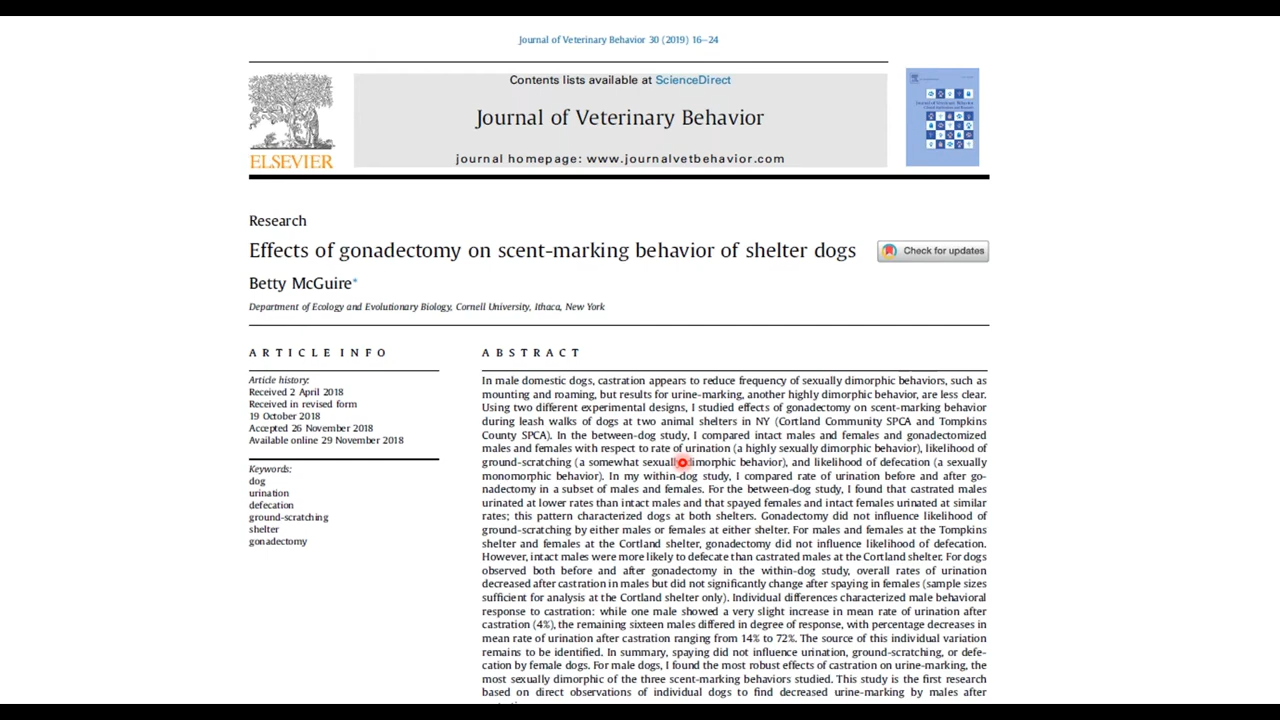 Journal of Veterinary Behavior 30 (2019) 16–24
Contents lists available at ScienceDirect
Journal of Veterinary Behavior
journal homepage: www.journalvetbehavior.com
ELSEVIER
Research
Effects of gonadectomy on scent-marking behavior of shelter dogs
Check for updates
Betty McGuire*
Department of Ecology and Evolutionary Biology, Cornell University, Ithaca, New York
ARTICLE INFO
Article history:
Received 2 April 2018
Received in revised form
19 October 2018
Accepted 26 November 2018
Available online 29 November 2018
Keywords:
dog
urination
defecation
ground-scratching
shelter
gonadectomy
ABSTRACT
In male domestic dogs, castration appears to reduce frequency of sexually dimorphic behaviors, such as
mounting and roaming, but results for urine-marking, another highly dimorphic behavior, are less clear.
Using two different experimental designs, I studied effects of gonadectomy on scent-marking behavior
during leash walks of dogs at two animal shelters in NY (Cortland Community SPCA and Tompkins
County SPCA). In the between-dog study, I compared intact males and females and gonadectomized
males and females with respect to rate of urination (a highly sexually dimorphic behavior), likelihood of
ground-scratching (a somewhat sexually dimorphic behavior), and likelihood of defecation (a sexually
monomorphic behavior). In my within-dog study, I compared rate of urination before and after go-
nadectomy in a subset of males and females. For the between-dog study, I found that castrated males
urinated at lower rates than intact males and that spayed females and intact females urinated at similar
rates; this pattern characterized dogs at both shelters. Gonadectomy did not influence likelihood of
ground-scratching by either males or females at either shelter. For males and females at the Tompkins
shelter and females at the Cortland shelter, gonadectomy did not influence likelihood of defecation.
However, intact males were more likely to defecate than castrated males at the Cortland shelter. For dogs
observed both before and after gonadectomy in the within-dog study, overall rates of urination
decreased after castration in males but did not significantly change after spaying in females (sample sizes
sufficient for analysis at the Cortland shelter only). Individual differences characterized male behavioral
response to castration: while one male showed a very slight increase in mean rate of urination after
castration (4%), the remaining sixteen males differed in degree of response, with percentage decreases in
mean rate of urination after castration ranging from 14% to 72%. The source of this individual variation
remains to be identified. In summary, spaying did not influence urination, ground-scratching, or defe-
cation by female dogs. For male dogs, I found the most robust effects of castration on urine-marking, the
most sexually dimorphic of the three scent-marking behaviors studied. This study is the first research
based on direct observations of individual dogs to find decreased urine-marking by males after